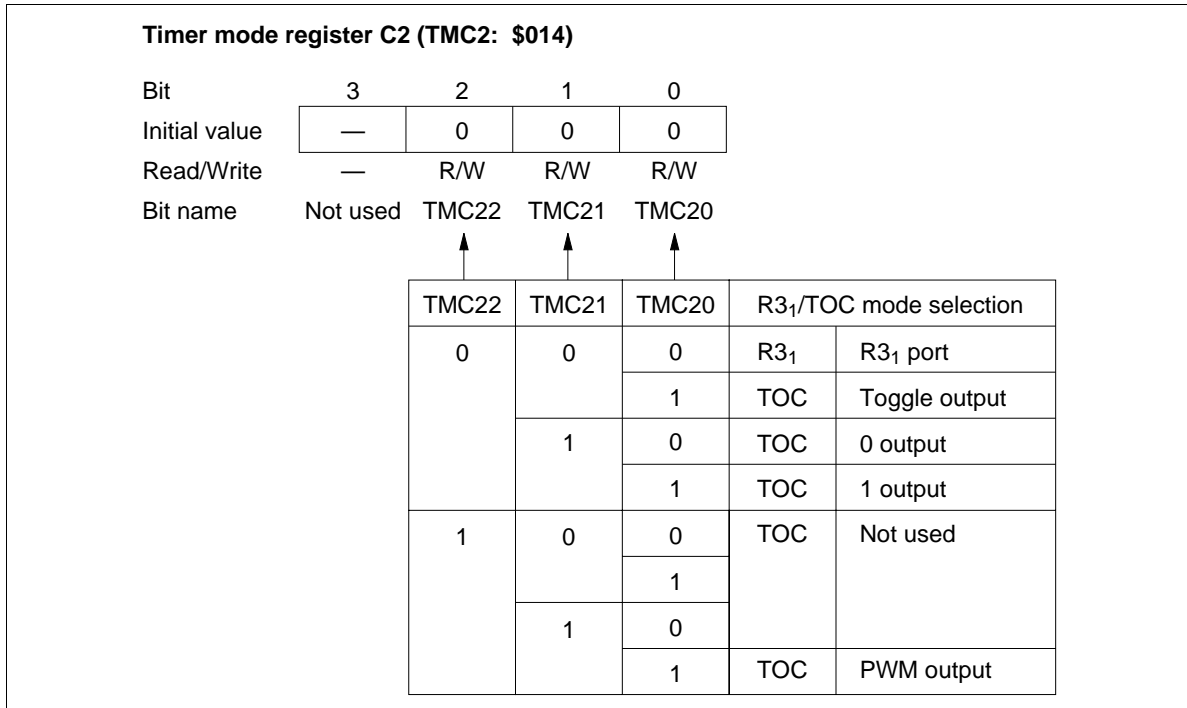 Timer mode register C2 (TMC2: $014)
Bit 3 2 1 0
Initial value — 0 0 0
Read/Write — R/W R/W R/W
Bit name Not used TMC22 TMC21 TMC20
TMC22 TMC21 TMC20 R3₁/TOC mode selection
0 0 0 R3₁ R3₁ port
1 TOC Toggle output
1 0 TOC 0 output
1 TOC 1 output
1 0 0 TOC Not used
1
1 0
1 TOC PWM output